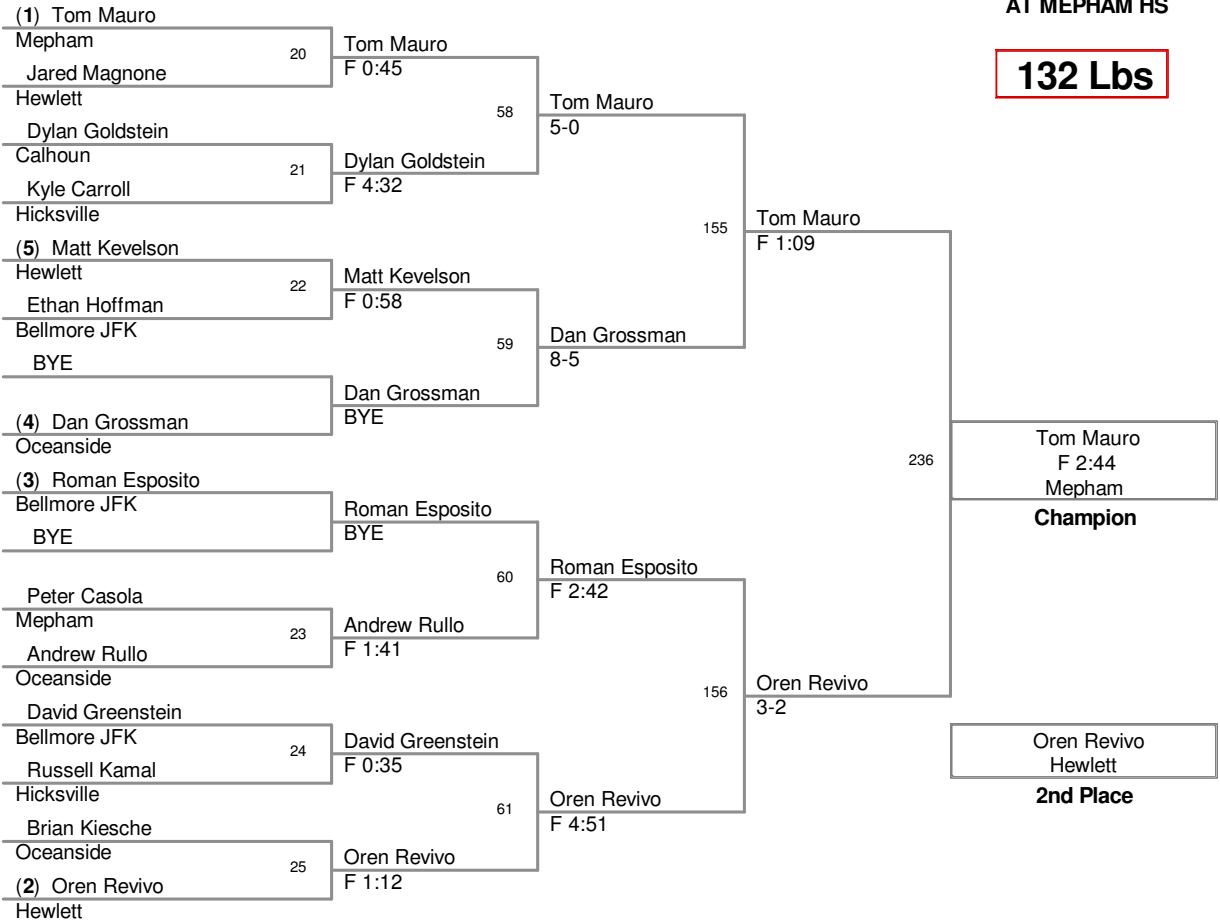 AT MEPHAM HS
132 Lbs
(1) Tom Mauro
Mepham
Jared Magnone
Hewlett
Dylan Goldstein
Calhoun
Kyle Carroll
Hicksville
(5) Matt Kevelson
Hewlett
Ethan Hoffman
Bellmore JFK
BYE
(4) Dan Grossman
Oceanside
(3) Roman Esposito
Bellmore JFK
BYE
Peter Casola
Mepham
Andrew Rullo
Oceanside
David Greenstein
Bellmore JFK
Russell Kamal
Hicksville
Brian Kiesche
Oceanside
(2) Oren Revivo
Hewlett
20
21
22
23
24
25
Tom Mauro
F 0:45
Dylan Goldstein
F 4:32
Matt Kevelson
F 0:58
Dan Grossman
BYE
Roman Esposito
BYE
Andrew Rullo
F 1:41
David Greenstein
F 0:35
Oren Revivo
F 1:12
58
59
60
61
Tom Mauro
5-0
Dan Grossman
8-5
Roman Esposito
F 2:42
Oren Revivo
F 4:51
155
156
Tom Mauro
F 1:09
Oren Revivo
3-2
236
Tom Mauro
F 2:44
Mepham
Champion
Oren Revivo
Hewlett
2nd Place